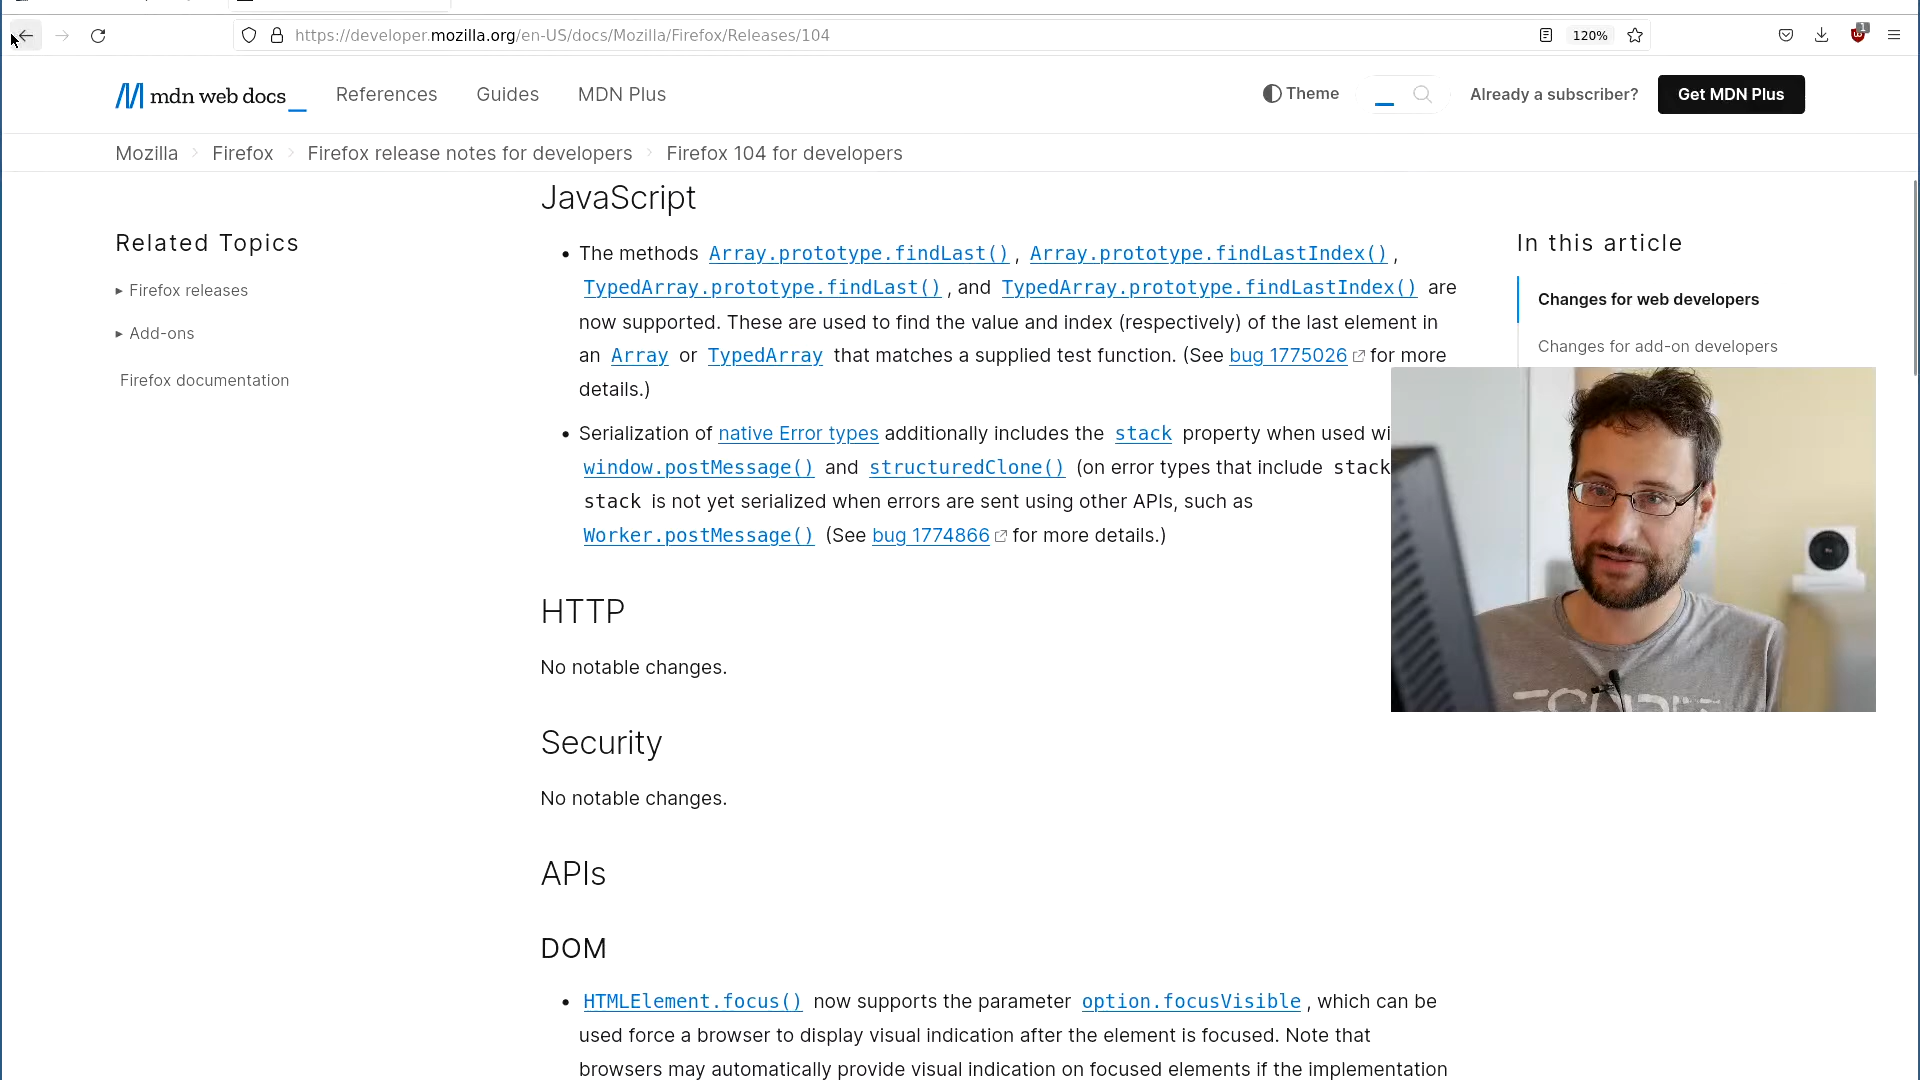 https://developer.mozilla.org/en-US/docs/Mozilla/Firefox/Releases/104
120%
1
mdn web docs_
References
Guides
MDN Plus
Theme
Already a subscriber?
Get MDN Plus
Mozilla
Firefox
Firefox release notes for developers
Firefox 104 for developers
Related Topics
Firefox releases
Add-ons
Firefox documentation
JavaScript
• The methods Array.prototype.findLast(), Array.prototype.findLastIndex(),
TypedArray.prototype.findLast(), and TypedArray.prototype.findLastIndex() are
now supported. These are used to find the value and index (respectively) of the last element in
an Array or TypedArray that matches a supplied test function. (See bug 1775026 for more
details.)
• Serialization of native Error types additionally includes the stack property when used wi
window.postMessage() and structuredClone() (on error types that include stack
stack is not yet serialized when errors are sent using other APIs, such as
Worker.postMessage() (See bug 1774866 for more details.)
HTTP
No notable changes.
Security
No notable changes.
APIs
DOM
• HTMLElement.focus() now supports the parameter option.focusVisible, which can be
used force a browser to display visual indication after the element is focused. Note that
browsers may automatically provide visual indication on focused elements if the implementation
In this article
Changes for web developers
Changes for add-on developers